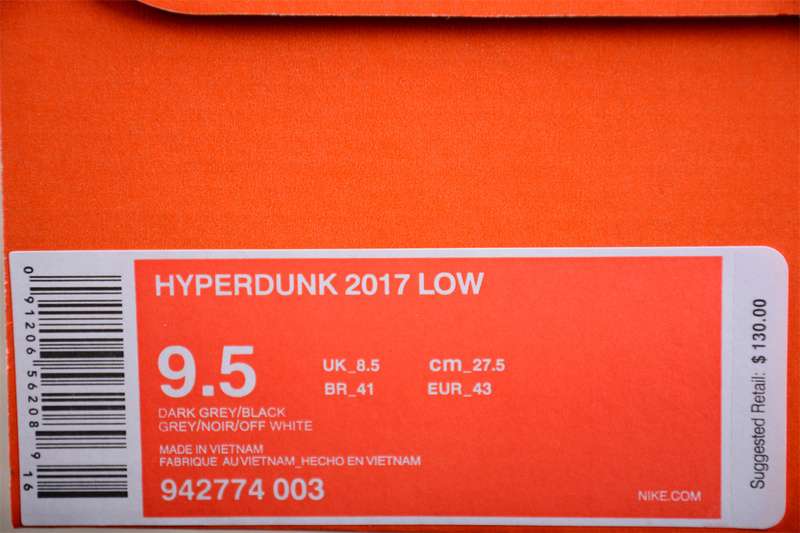 HYPERDUNK 2017 LOW
9.5
UK_8.5 cm_27.5
BR_41 EUR_43
DARK GREY/BLACK
GREY/NOIR/OFF WHITE
MADE IN VIETNAM
FABRIQUE AU VIETNAM_HECHO EN VIETNAM
942774 003
NIKE.COM
0 91206 56208 9 16
Suggested Retail: $ 130.00